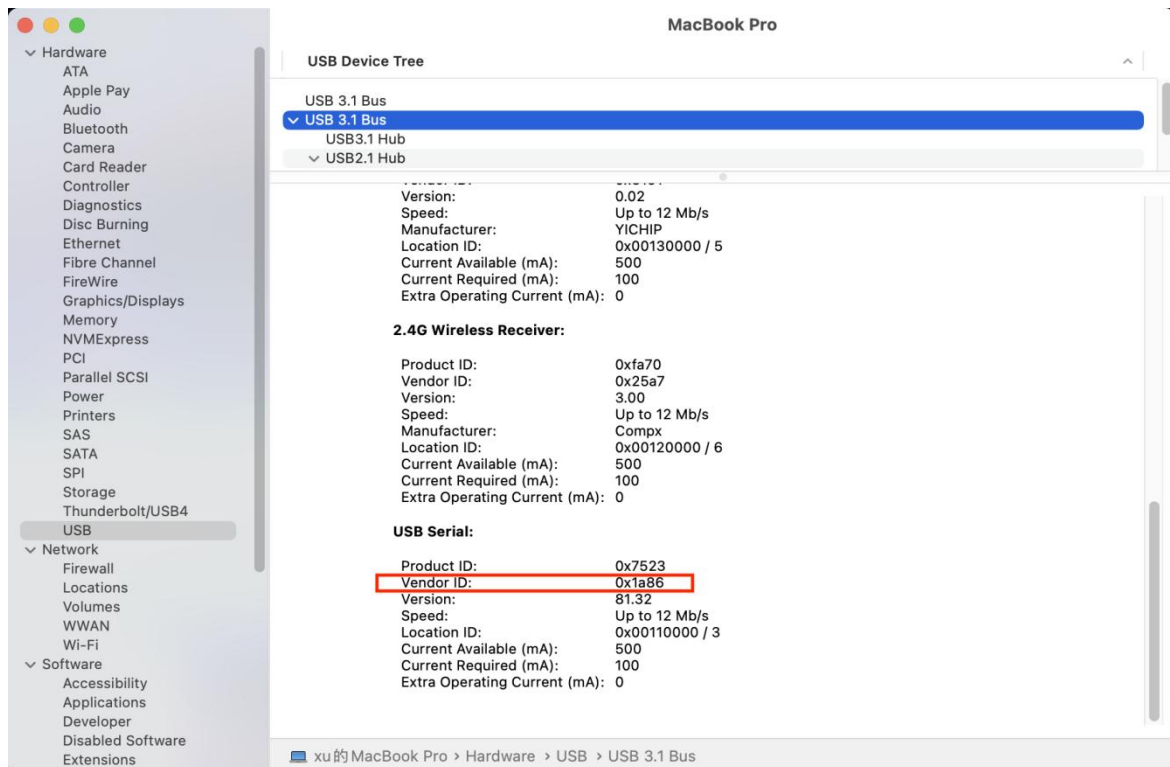 MacBook Pro
Hardware
ATA
Apple Pay
Audio
Bluetooth
Camera
Card Reader
Controller
Diagnostics
Disc Burning
Ethernet
Fibre Channel
FireWire
Graphics/Displays
Memory
NVMExpress
PCI
Parallel SCSI
Power
Printers
SAS
SATA
SPI
Storage
Thunderbolt/USB4
USB
Network
Firewall
Locations
Volumes
WWAN
Wi-Fi
Software
Accessibility
Applications
Developer
Disabled Software
Extensions
USB Device Tree
USB 3.1 Bus
USB 3.1 Bus
USB3.1 Hub
USB2.1 Hub
Version: 0.02
Speed: Up to 12 Mb/s
Manufacturer: YICHIP
Location ID: 0x00130000 / 5
Current Available (mA): 500
Current Required (mA): 100
Extra Operating Current (mA): 0
2.4G Wireless Receiver:
Product ID: 0xfa70
Vendor ID: 0x25a7
Version: 3.00
Speed: Up to 12 Mb/s
Manufacturer: Compx
Location ID: 0x00120000 / 6
Current Available (mA): 500
Current Required (mA): 100
Extra Operating Current (mA): 0
USB Serial:
Product ID: 0x7523
Vendor ID: 0x1a86
Version: 81.32
Speed: Up to 12 Mb/s
Location ID: 0x00110000 / 3
Current Available (mA): 500
Current Required (mA): 100
Extra Operating Current (mA): 0
xu的MacBook Pro › Hardware › USB › USB 3.1 Bus